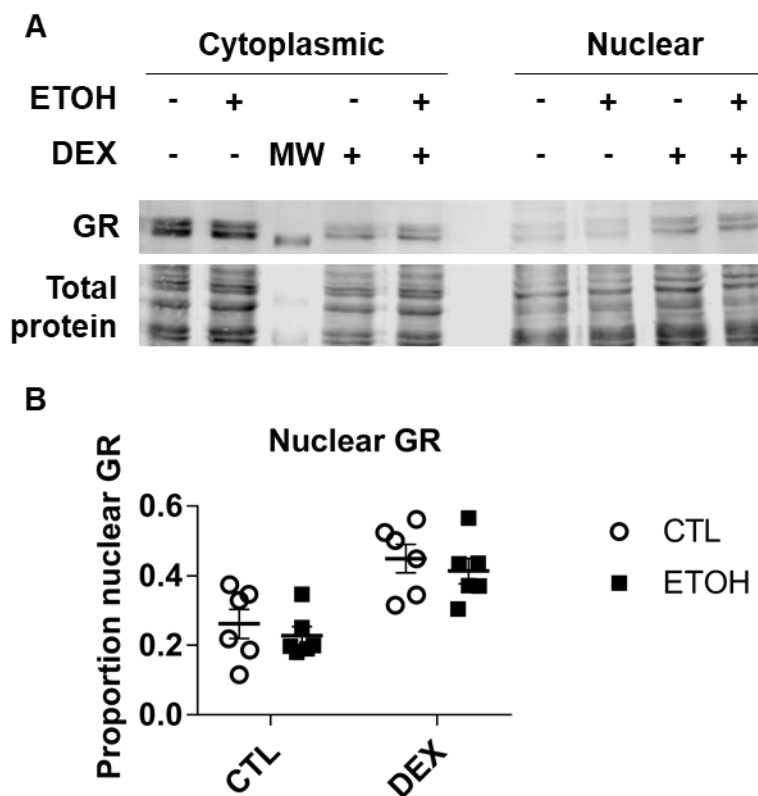 A
Cytoplasmic Nuclear
ETOH - + - + - + - +
DEX - - MW + + - - + +
GR
Total
protein
B
Nuclear GR
Proportion nuclear GR
0.6
0.4
0.2
0.0
CTL DEX
CTL
ETOH